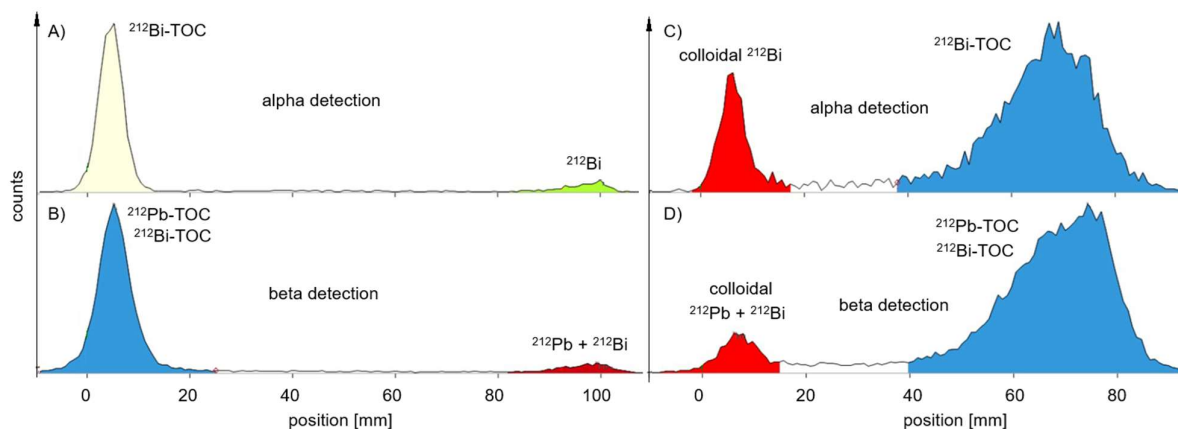 A)
²¹²Bi-TOC
alpha detection
²¹²Bi
counts
B)
²¹²Pb-TOC
²¹²Bi-TOC
beta detection
²¹²Pb + ²¹²Bi
0 20 40 60 80 100
position [mm]
C)
colloidal ²¹²Bi
²¹²Bi-TOC
alpha detection
D)
²¹²Pb-TOC
²¹²Bi-TOC
colloidal
²¹²Pb + ²¹²Bi
beta detection
0 20 40 60 80
position [mm]